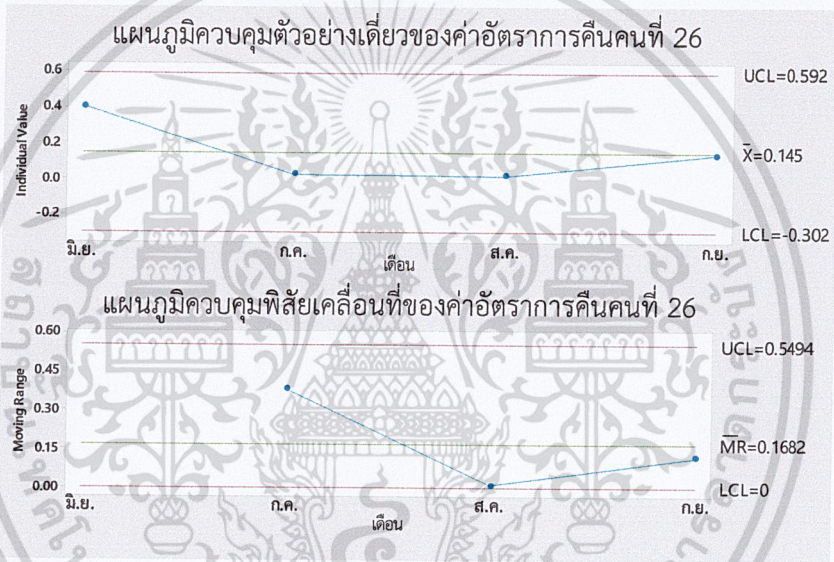 แผนภูมิควบคุมตัวอย่างเดี่ยวของค่าอัตราการคืนคนที่ 26
0.6
0.4
0.2
0.0
-0.2
Individual Value
UCL=0.592
X̄=0.145
LCL=-0.302
มิ.ย. ก.ค. ส.ค. ก.ย.
เดือน
แผนภูมิควบคุมพิสัยเคลื่อนที่ของค่าอัตราการคืนคนที่ 26
0.60
0.45
0.30
0.15
0.00
Moving Range
UCL=0.5494
M̅R̅=0.1682
LCL=0
มิ.ย. ก.ค. ส.ค. ก.ย.
เดือน